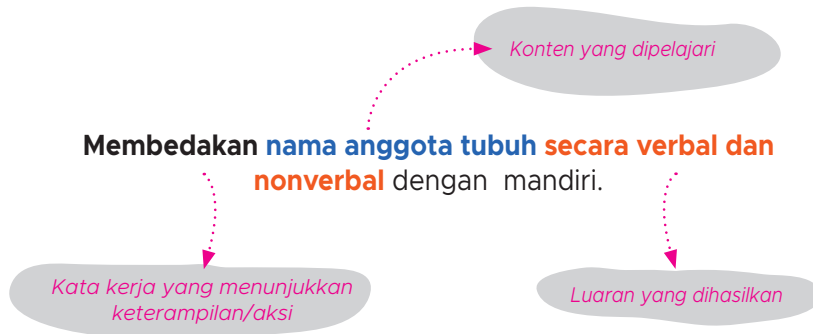 Konten yang dipelajari
Membedakan nama anggota tubuh secara verbal dan
nonverbal dengan mandiri.
Kata kerja yang menunjukkan
keterampilan/aksi
Luaran yang dihasilkan